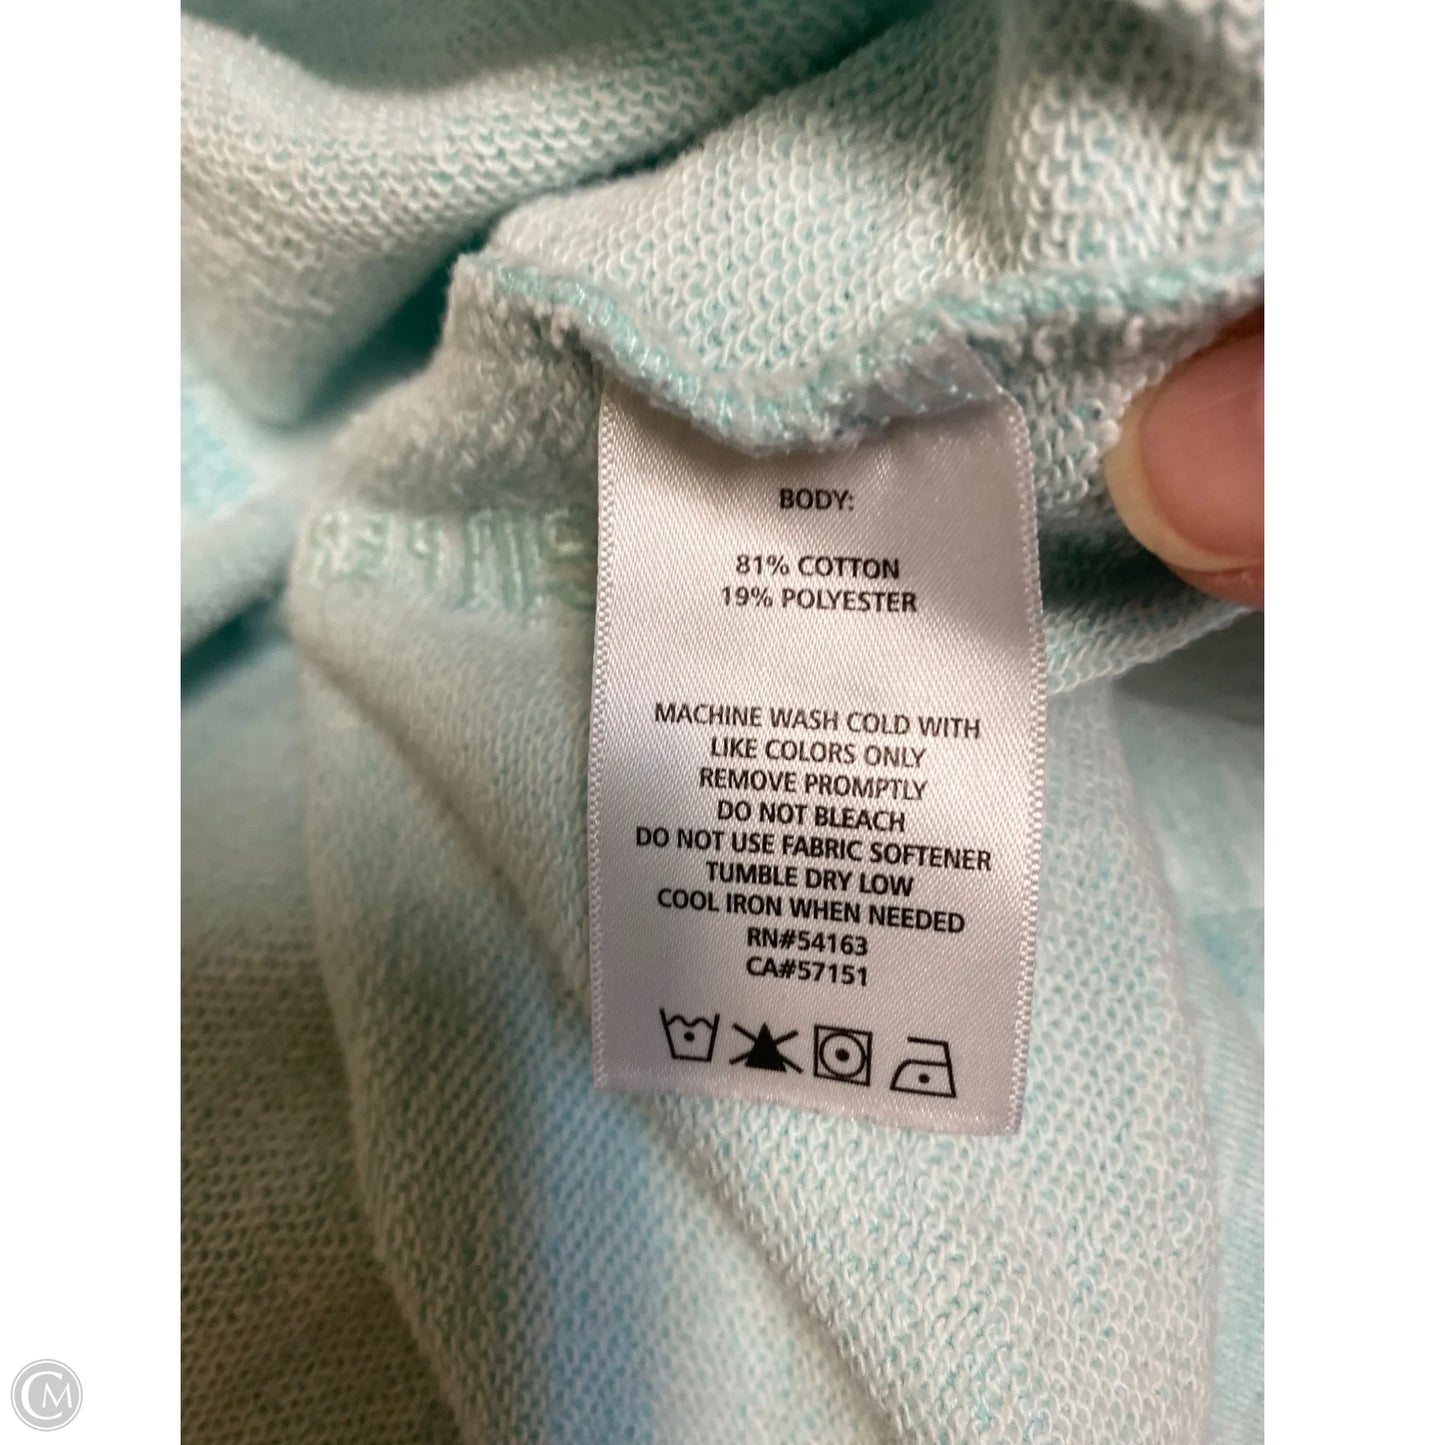 BODY:
81% COTTON
19% POLYESTER
MACHINE WASH COLD WITH
LIKE COLORS ONLY
REMOVE PROMPTLY
DO NOT BLEACH
DO NOT USE FABRIC SOFTENER
TUMBLE DRY LOW
COOL IRON WHEN NEEDED
RN#54163
CA#57151
CM